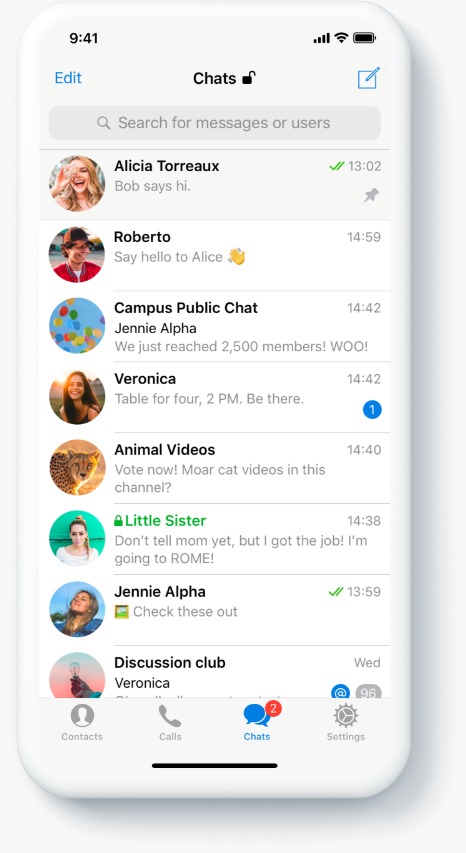 9:41
Edit
Chats
Search for messages or users
Alicia Torreaux
13:02
Bob says hi.
Roberto
14:59
Say hello to Alice 👋
Campus Public Chat
14:42
Jennie Alpha
We just reached 2,500 members! WOO!
Veronica
14:42
Table for four, 2 PM. Be there.
1
Animal Videos
14:40
Vote now! Moar cat videos in this
channel?
Little Sister
14:38
Don’t tell mom yet, but I got the job! I’m
going to ROME!
Jennie Alpha
13:59
🖼 Check these out
Discussion club
Wed
Veronica
@ 96
2
Contacts
Calls
Chats
Settings